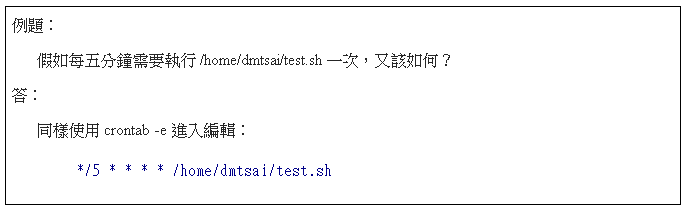 例題：
假如每五分鐘需要執行 /home/dmtsai/test.sh 一次，又該如何？
答：
同樣使用 crontab -e 進入編輯：
*/5 * * * * /home/dmtsai/test.sh